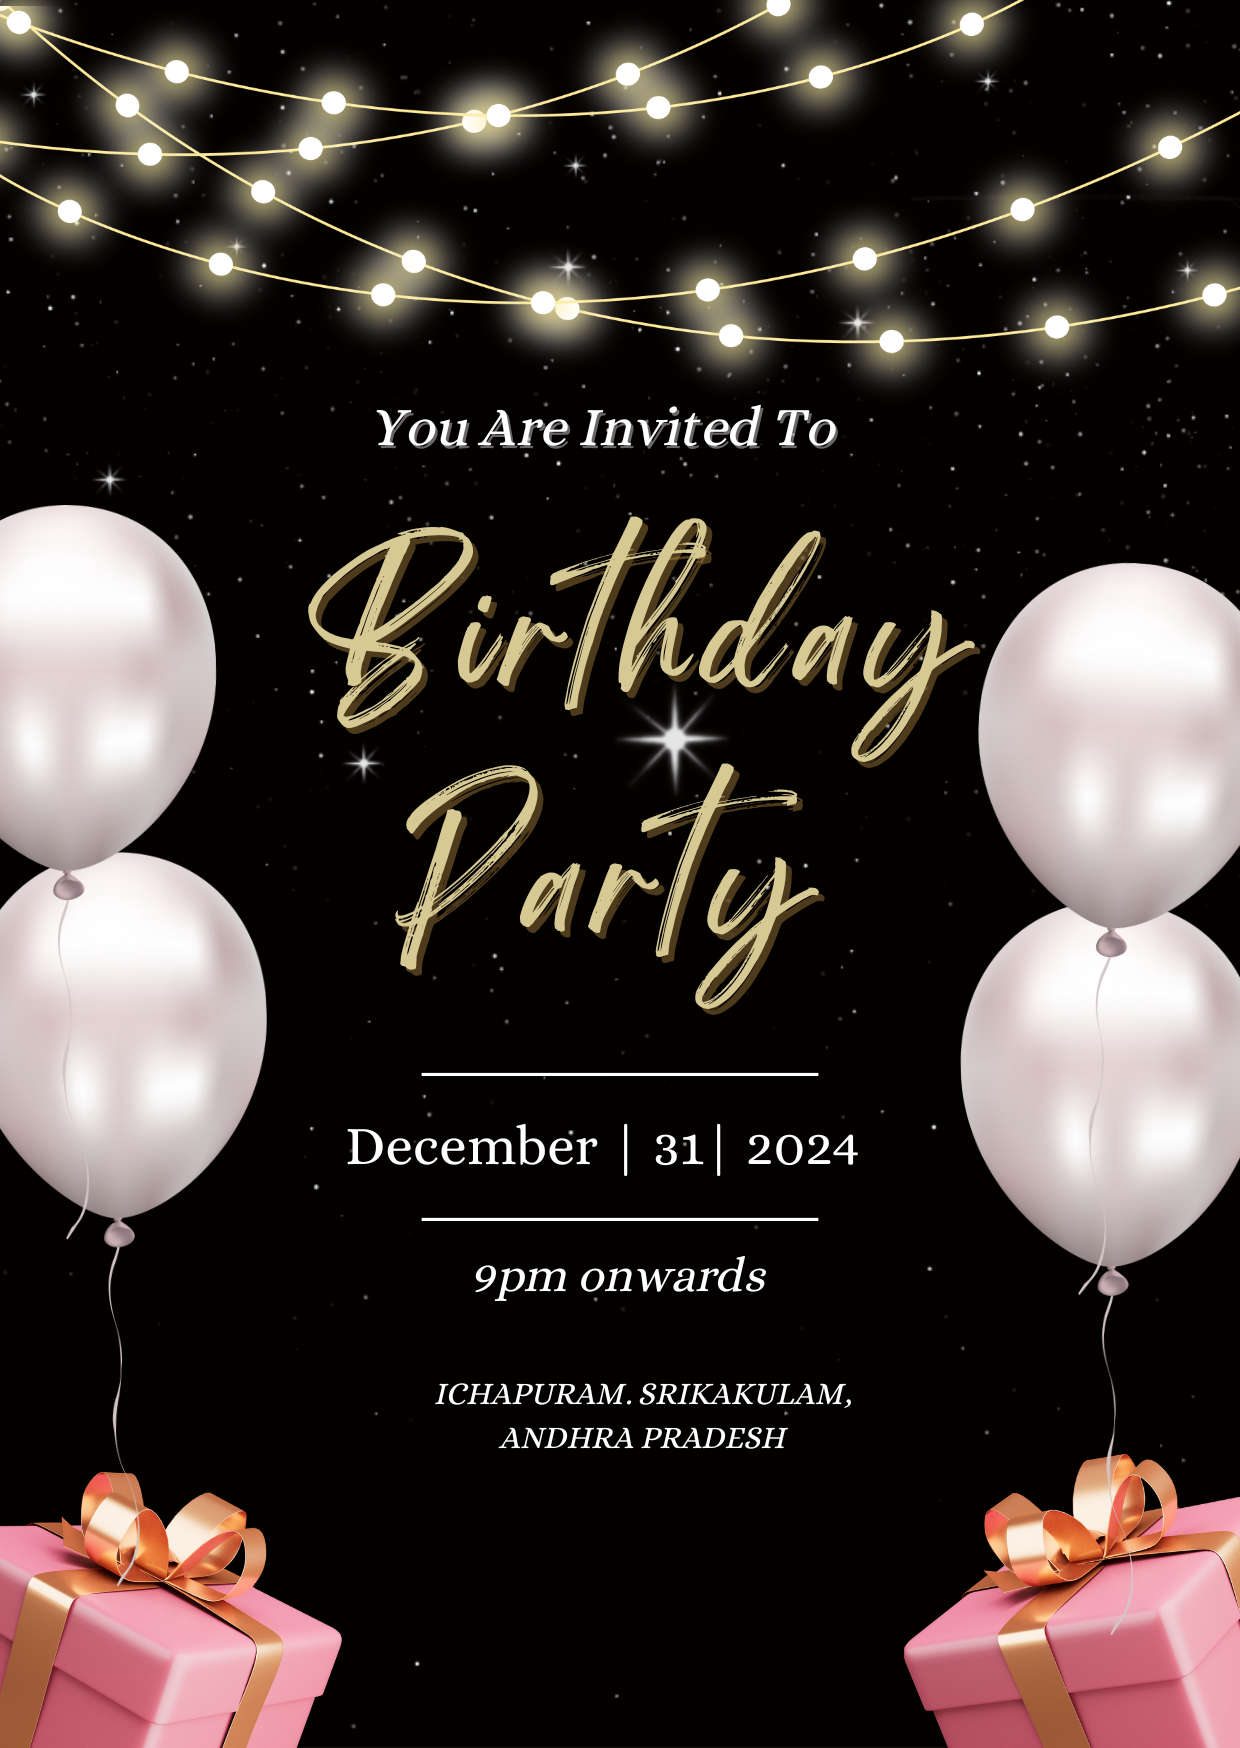 You Are Invited To
Birthday
Party
December | 31| 2024
9pm onwards
ICHAPURAM. SRIKAKULAM,
ANDHRA PRADESH